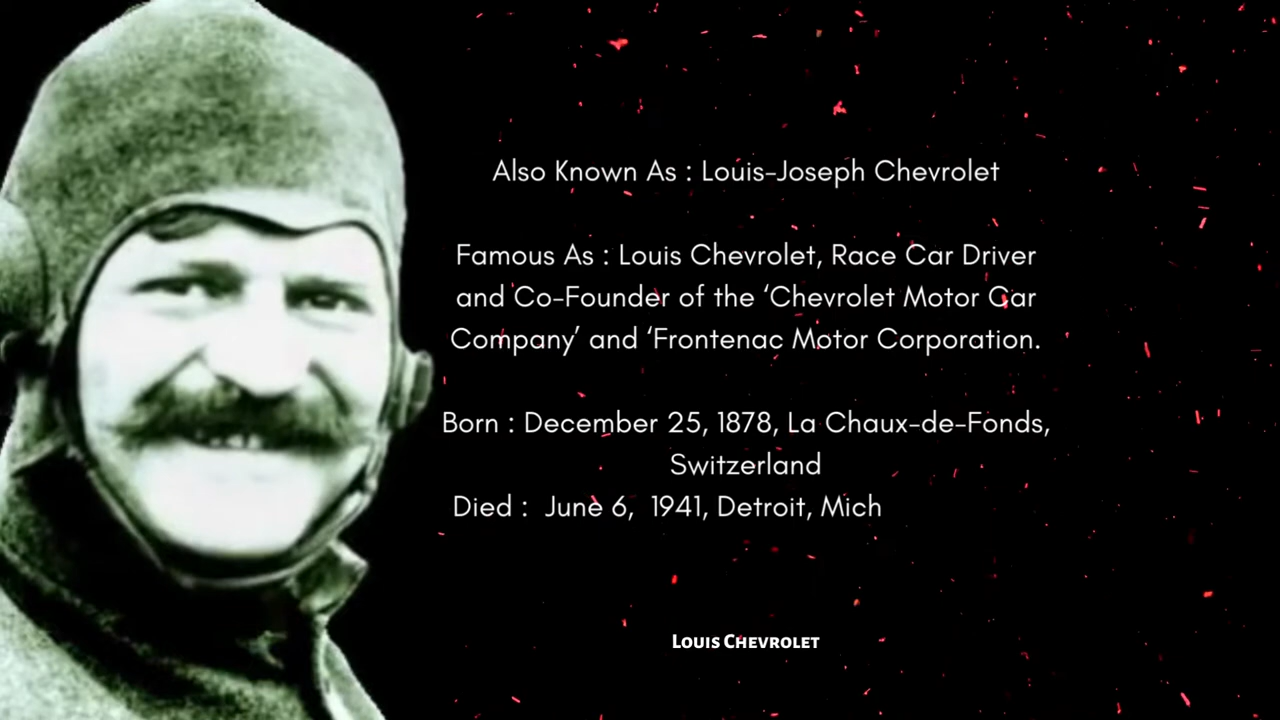 Also Known As : Louis-Joseph Chevrolet
Famous As : Louis Chevrolet, Race Car Driver
and Co-Founder of the ‘Chevrolet Motor Car
Company’ and ‘Frontenac Motor Corporation.
Born : December 25, 1878, La Chaux-de-Fonds,
Switzerland
Died :  June 6,  1941, Detroit, Mich
Louis Chevrolet